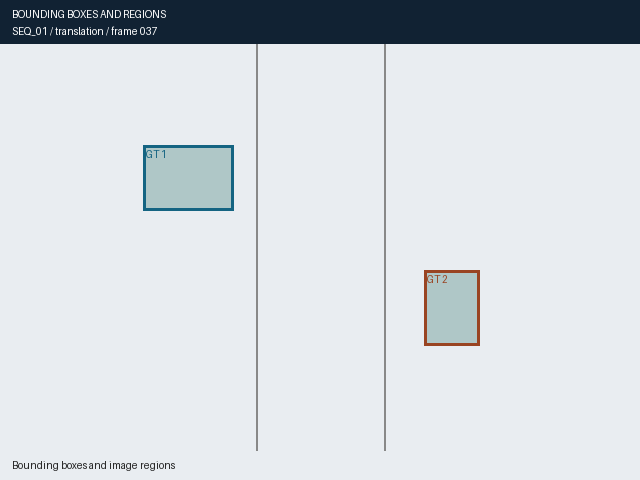 BOUNDING BOXES AND REGIONS
SEQ_01 / translation / frame 037
GT1
GT2
Bounding boxes and image regions